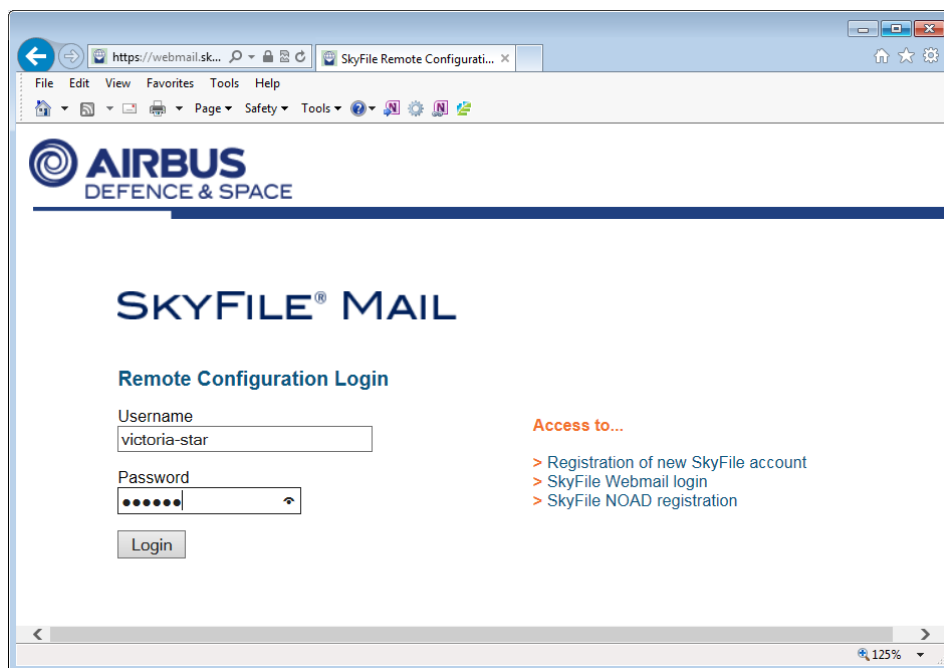 https://webmail.sk...
SkyFile Remote Configurati...
File Edit View Favorites Tools Help
Page Safety Tools
AIRBUS
DEFENCE & SPACE
SKYFILE® MAIL
Remote Configuration Login
Username
victoria-star
Password
Login
Access to...
> Registration of new SkyFile account
> SkyFile Webmail login
> SkyFile NOAD registration
125%